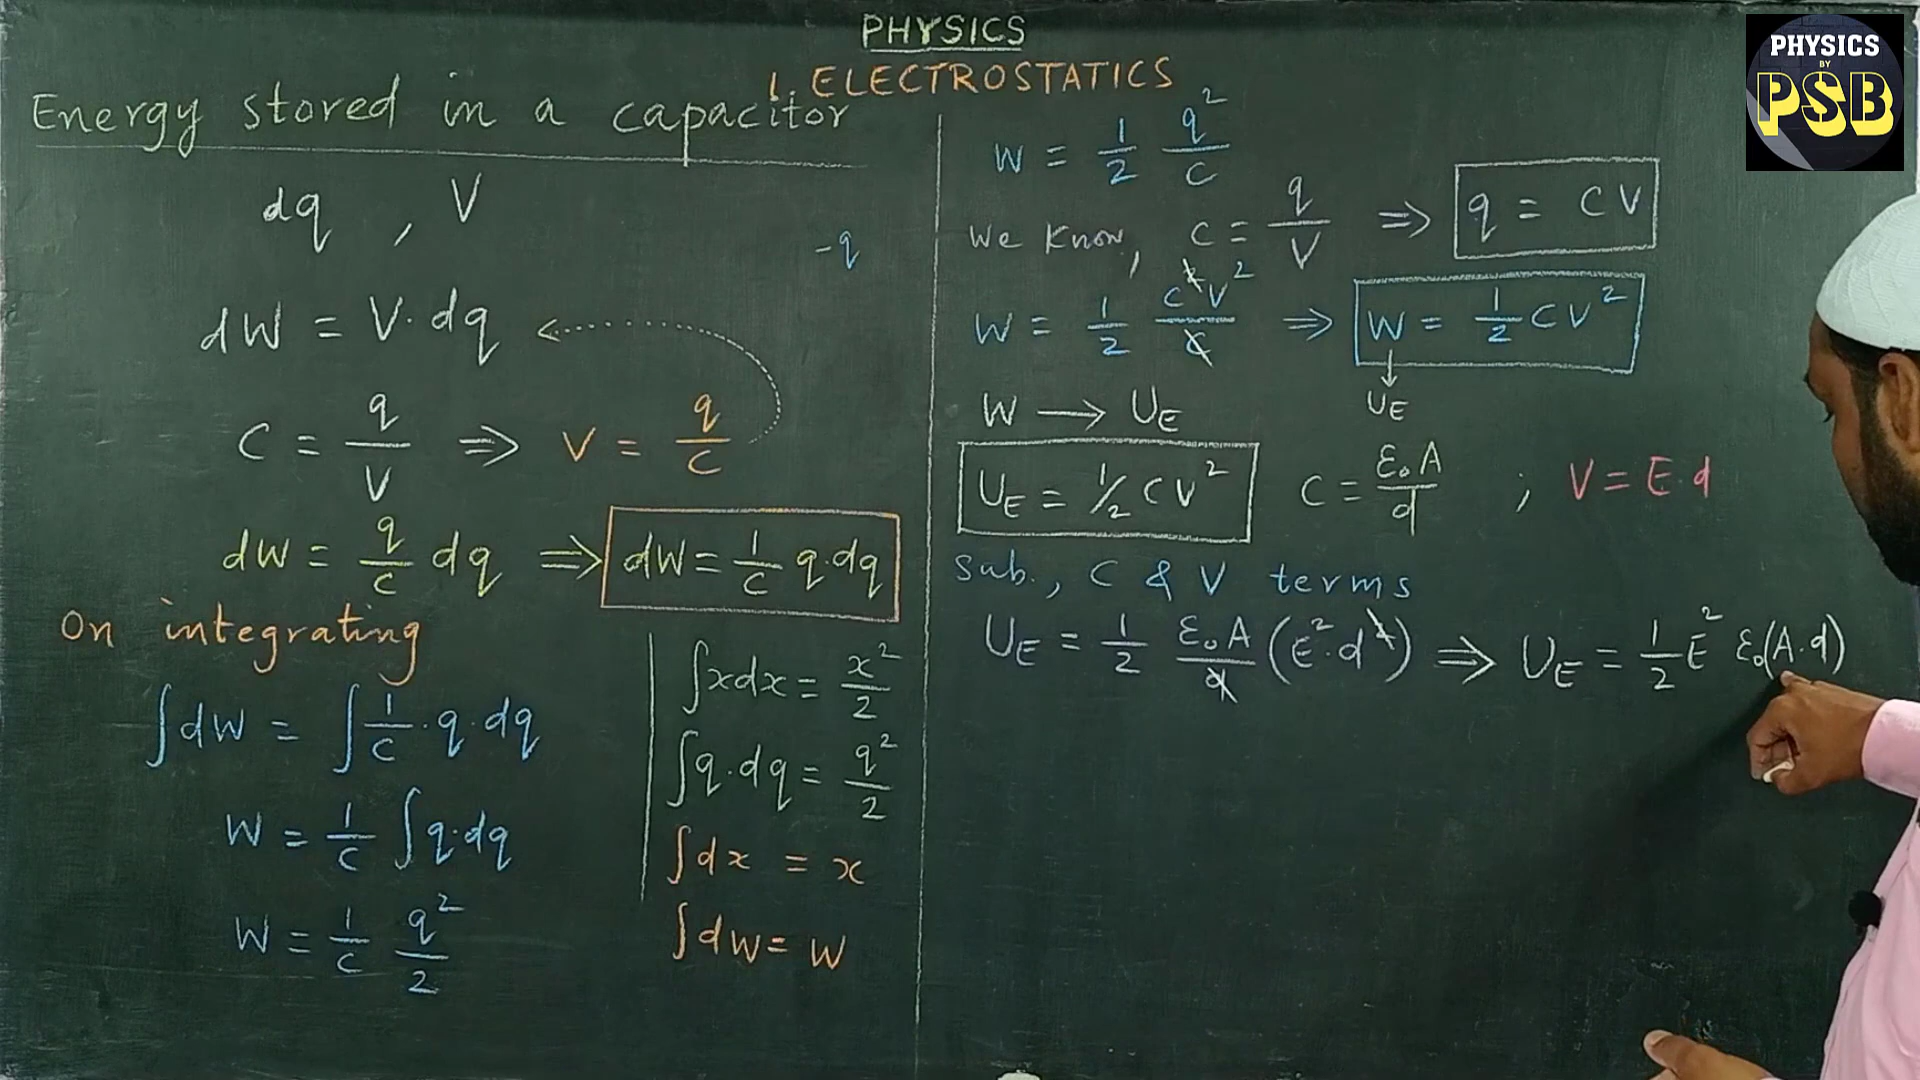 PHYSICS
1. ELECTROSTATICS
PHYSICS
BY
PSB
Energy stored in a capacitor
dq , V
-q
dW = V·dq
C = q/V ⇒ V = q/C
dW = q/C dq ⇒ dW = 1/C q·dq
On integrating
∫dW = ∫1/C·q·dq
W = 1/C ∫q·dq
W = 1/C q²/2
∫xdx = x²/2
∫q·dq = q²/2
∫dx = x
∫dW = W
W = 1/2 q²/C
We know, C = q/V ⇒ q = CV
W = 1/2 C²V²/C ⇒ W = 1/2 CV²
W → UE
↓
UE
UE = 1/2 CV² C = ε₀A/d ; V = E·d
Sub., C & V terms
UE = 1/2 ε₀A/d (E²·d²) ⇒ UE = 1/2 E² ε₀(A·d)